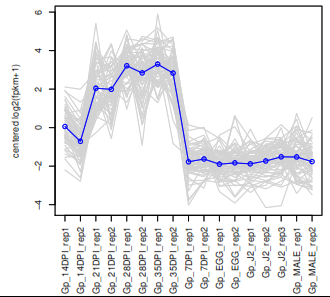 centered log2(fpkm+1)
6
4
2
0
-2
-4
Gp_14DPI_rep1
Gp_14DPI_rep2
Gp_21DPI_rep1
Gp_21DPI_rep2
Gp_28DPI_rep1
Gp_28DPI_rep2
Gp_35DPI_rep1
Gp_35DPI_rep2
Gp_7DPI_rep1
Gp_7DPI_rep2
Gp_EGG_rep1
Gp_EGG_rep2
Gp_J2_rep1
Gp_J2_rep2
Gp_J2_rep3
Gp_MALE_rep1
Gp_MALE_rep2